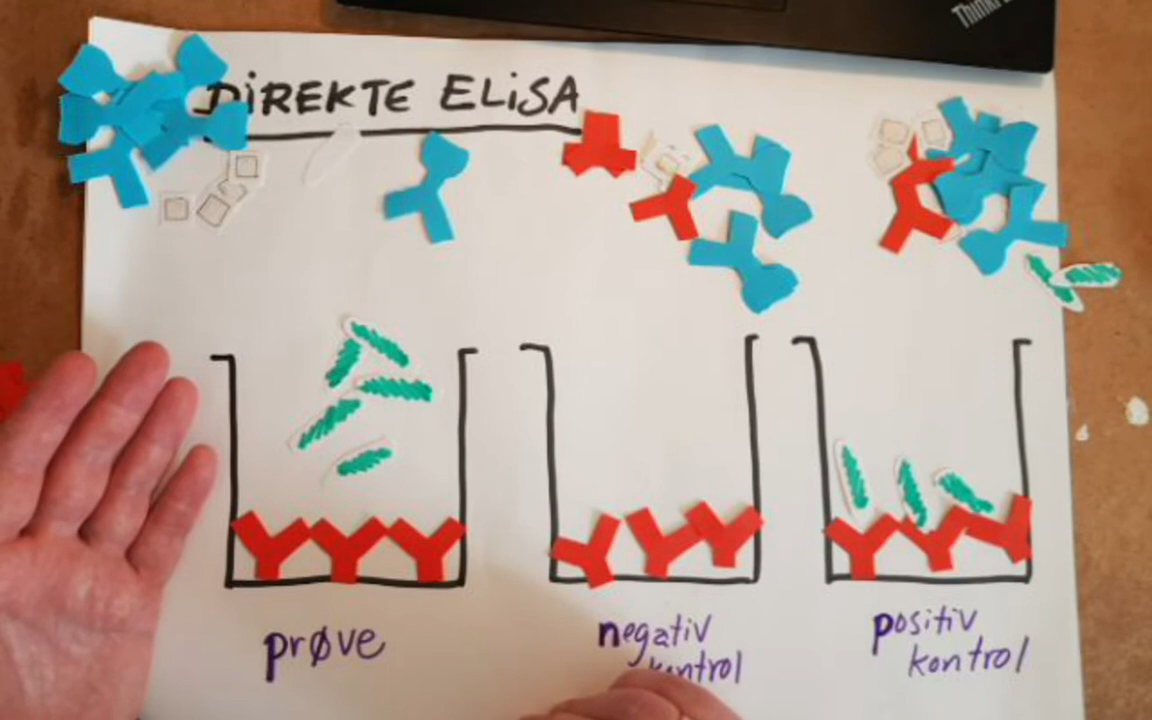 DIREKTE ELISA
prøve
negativ
kontrol
positiv
kontrol